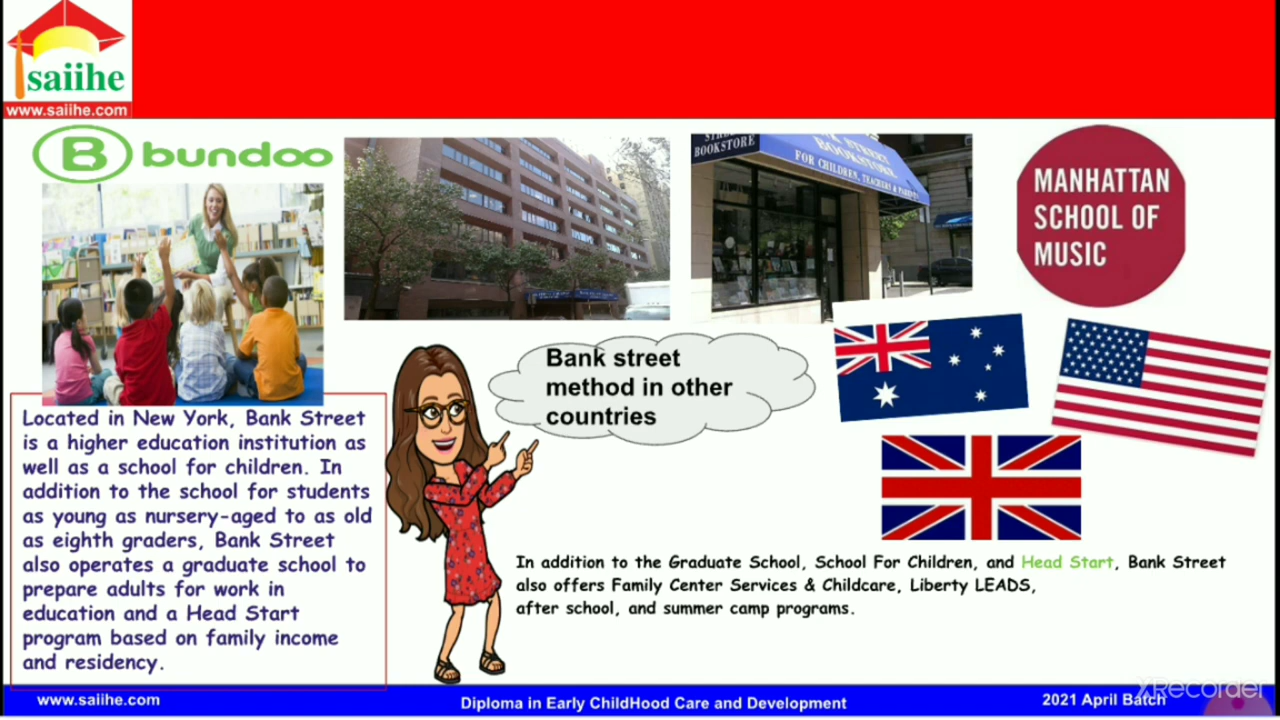 saiihe
www.saiihe.com
B bundoo
BOOKSTORE
BOOKSTORE
FOR CHILDREN, TEACHERS & PARENTS
MANHATTAN
SCHOOL OF
MUSIC
Bank street
method in other
countries
Located in New York, Bank Street
is a higher education institution as
well as a school for children. In
addition to the school for students
as young as nursery-aged to as old
as eighth graders, Bank Street
also operates a graduate school to
prepare adults for work in
education and a Head Start
program based on family income
and residency.
In addition to the Graduate School, School For Children, and Head Start, Bank Street
also offers Family Center Services & Childcare, Liberty LEADS,
after school, and summer camp programs.
www.saiihe.com
Diploma in Early ChildHood Care and Development
2021 April Batch
XRecorder